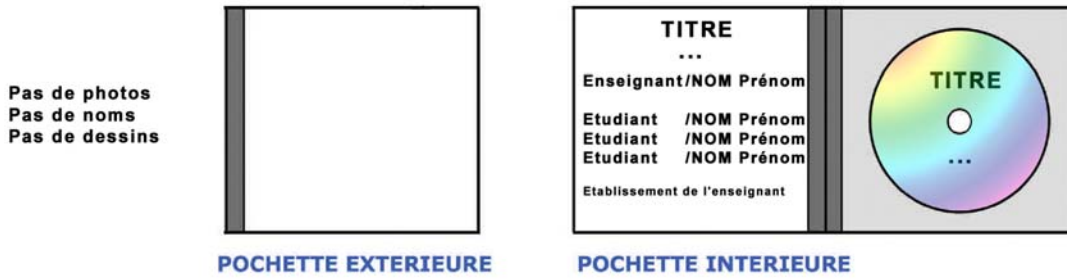 Pas de photos
Pas de noms
Pas de dessins
POCHETTE EXTERIEURE
TITRE
...
Enseignant/NOM Prénom
Etudiant /NOM Prénom
Etudiant /NOM Prénom
Etudiant /NOM Prénom
Etablissement de l'enseignant
TITRE
...
POCHETTE INTERIEURE